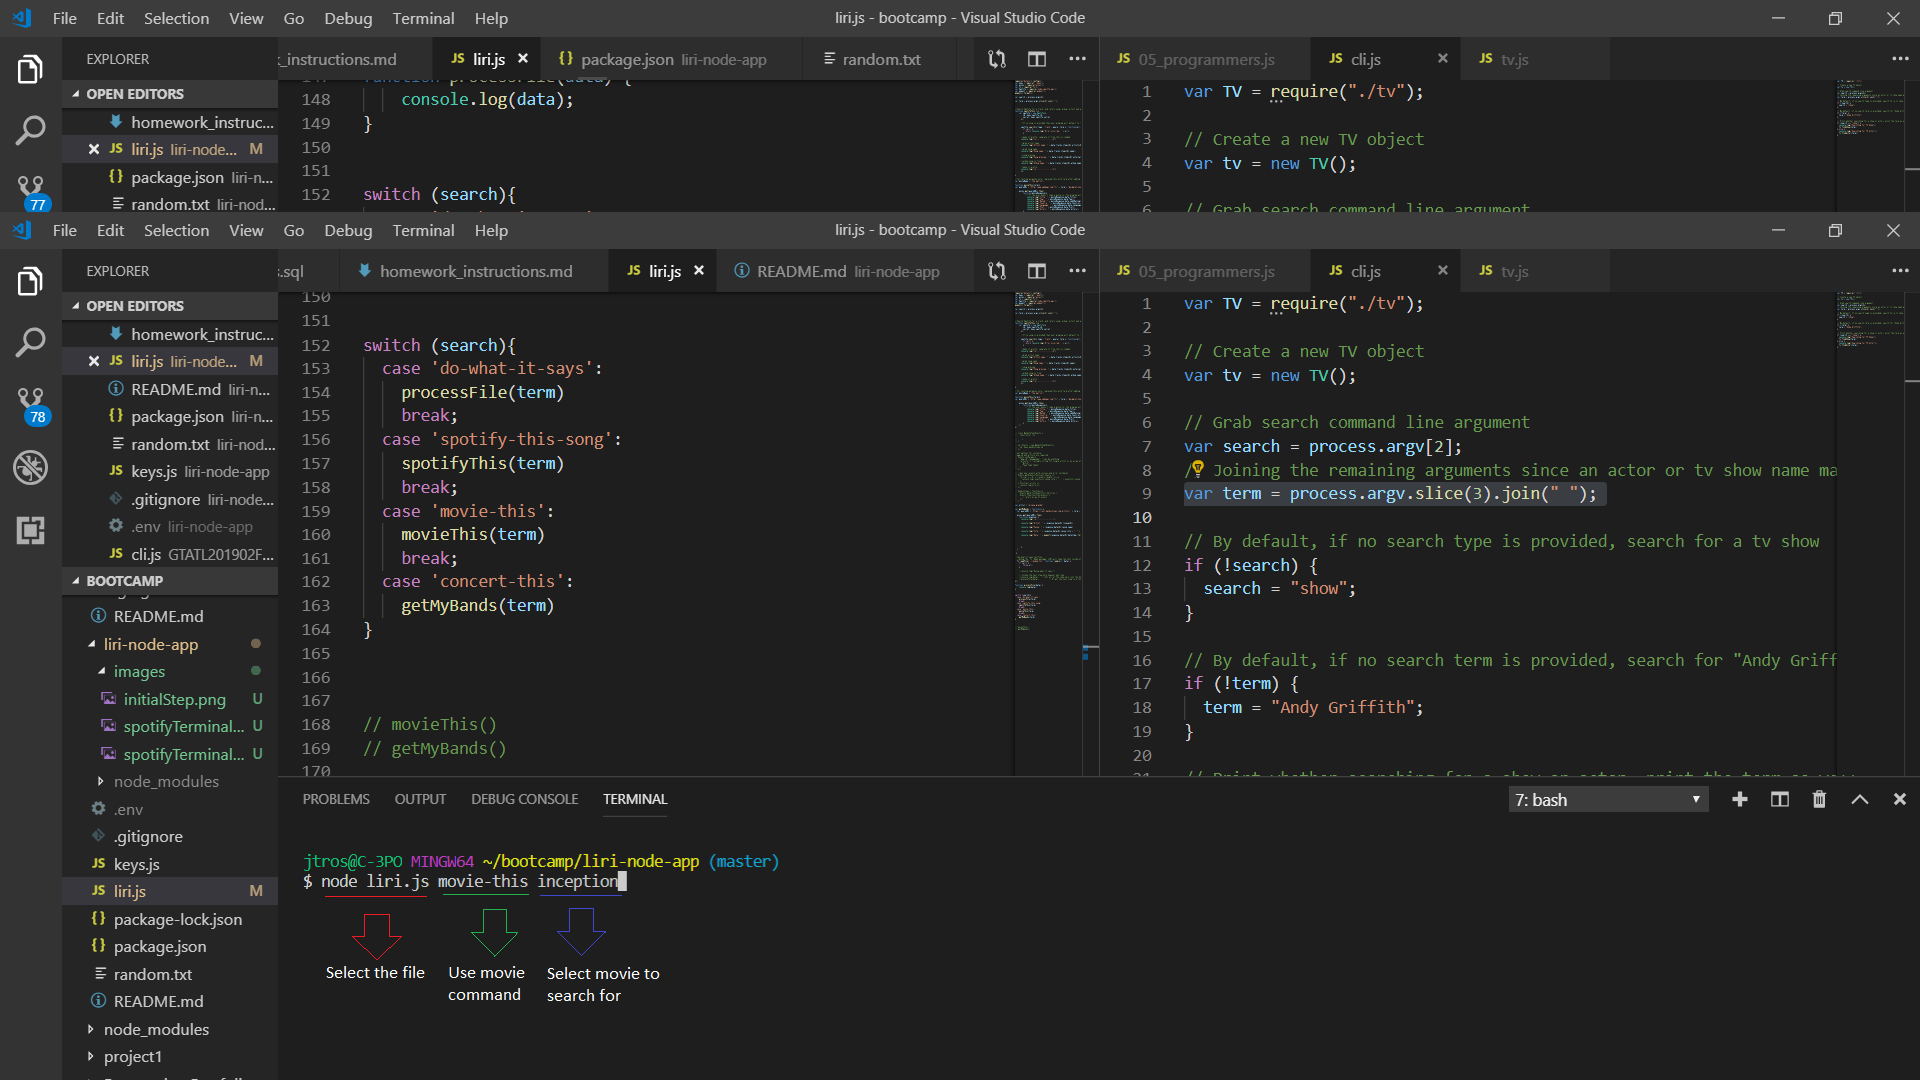 File Edit Selection View Go Debug Terminal Help
liri.js - bootcamp - Visual Studio Code
EXPLORER
OPEN EDITORS
homework_instruc...
liri.js liri-node... M
package.json liri-n...
random.txt liri-nod...
77
_instructions.md
JS liri.js
{} package.json liri-node-app
random.txt
148 console.log(data);
149 }
150
151
152 switch (search){
JS 05_programmers.js
JS cli.js
JS tv.js
1 var TV = require("./tv");
2
3 // Create a new TV object
4 var tv = new TV();
5
6 // Grab search command line argument
File Edit Selection View Go Debug Terminal Help
liri.js - bootcamp - Visual Studio Code
EXPLORER
OPEN EDITORS
homework_instruc...
JS liri.js liri-node... M
README.md liri-n...
{} package.json liri-n...
random.txt liri-nod...
JS keys.js liri-node-app
.gitignore liri-node...
.env liri-node-app
JS cli.js GTATL201902F...
78
BOOTCAMP
README.md
liri-node-app
images
initialStep.png U
spotifyTerminal... U
spotifyTerminal... U
node_modules
.env
.gitignore
JS keys.js
JS liri.js M
{} package-lock.json
{} package.json
random.txt
README.md
node_modules
project1
s.sql
homework_instructions.md
JS liri.js
README.md liri-node-app
150
151
152 switch (search){
153 case 'do-what-it-says':
154 processFile(term)
155 break;
156 case 'spotify-this-song':
157 spotifyThis(term)
158 break;
159 case 'movie-this':
160 movieThis(term)
161 break;
162 case 'concert-this':
163 getMyBands(term)
164 }
165
166
167
168 // movieThis()
169 // getMyBands()
170
JS 05_programmers.js
JS cli.js
JS tv.js
1 var TV = require("./tv");
2
3 // Create a new TV object
4 var tv = new TV();
5
6 // Grab search command line argument
7 var search = process.argv[2];
8 / Joining the remaining arguments since an actor or tv show name ma
9 var term = process.argv.slice(3).join(" ");
10
11 // By default, if no search type is provided, search for a tv show
12 if (!search) {
13 search = "show";
14 }
15
16 // By default, if no search term is provided, search for "Andy Griff
17 if (!term) {
18 term = "Andy Griffith";
19 }
20
PROBLEMS OUTPUT DEBUG CONSOLE TERMINAL
7: bash
jtros@C-3PO MINGW64 ~/bootcamp/liri-node-app (master)
$ node liri.js movie-this inception
Select the file
Use movie
command
Select movie to
search for